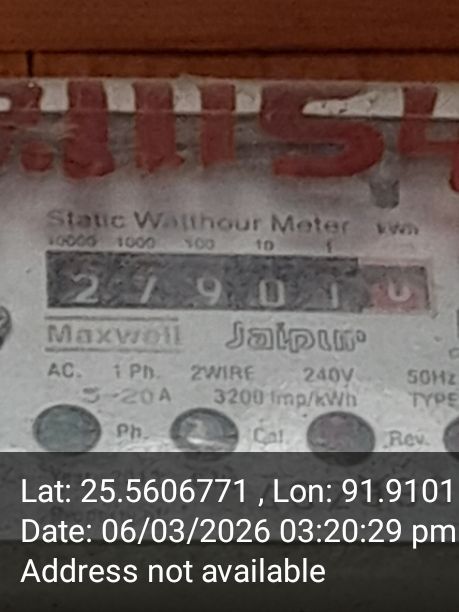 Static Watthour Meter kWh
10000 1000 100 10 1
2 7 9 0 1
Maxwell Jaipur
AC. 1 Ph. 2WIRE 240V 50Hz
5-20A 3200 Imp/kWh TYPE
Ph. Cal Rev.
Lat: 25.5606771 , Lon: 91.9101
Date: 06/03/2026 03:20:29 pm
Address not available